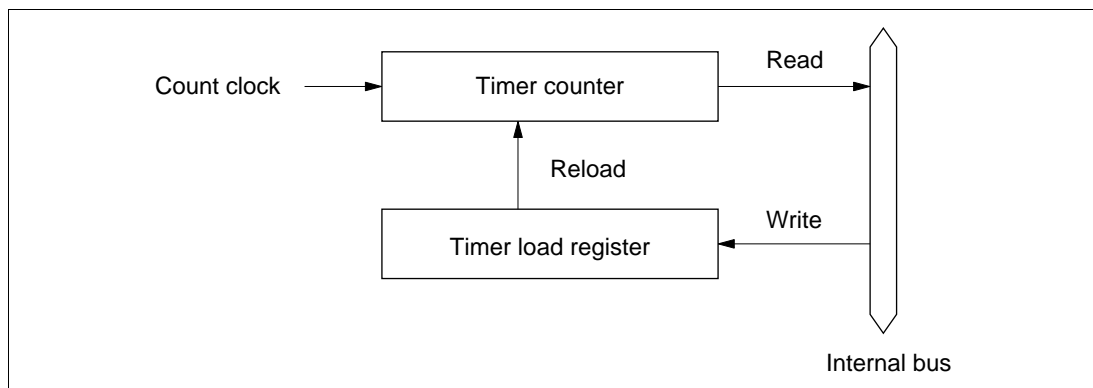 Read
Count clock
Timer counter
Reload
Write
Timer load register
Internal bus